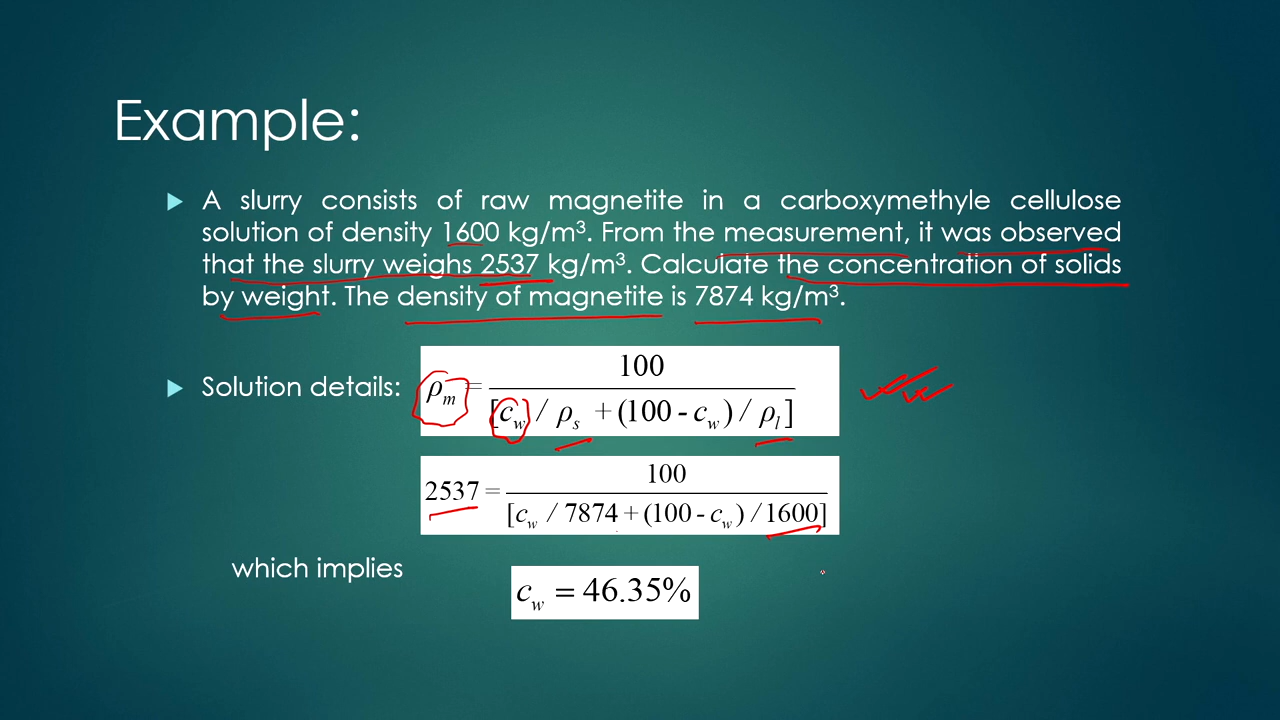 Example:
A slurry consists of raw magnetite in a carboxymethyle cellulose
solution of density 1600 kg/m³. From the measurement, it was observed
that the slurry weighs 2537 kg/m³. Calculate the concentration of solids
by weight. The density of magnetite is 7874 kg/m³.
Solution details:
ρm = 100 / [cw / ρs + (100 - cw) / ρl]
2537 = 100 / [cw / 7874 + (100 - cw) / 1600]
which implies
cw = 46.35%